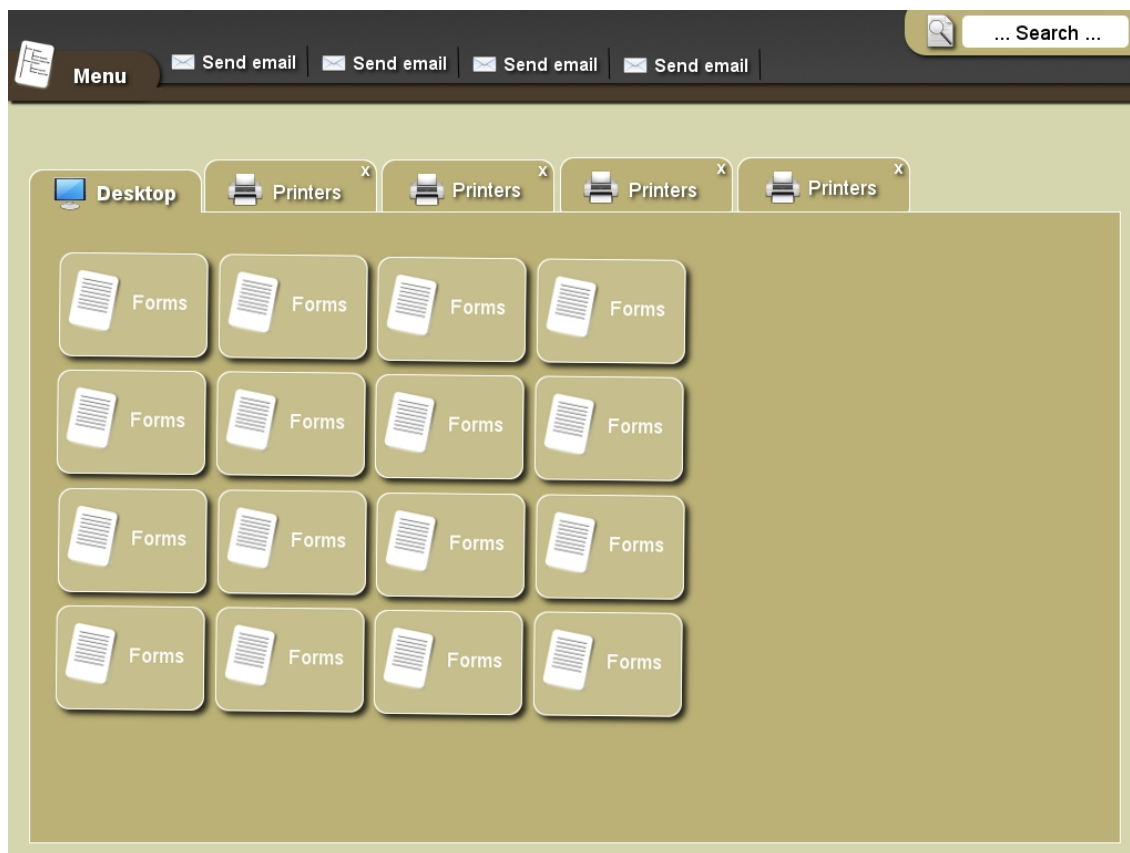 ... Search ...
Menu Send email Send email Send email Send email
x x x x
Desktop Printers Printers Printers Printers
Forms Forms Forms Forms
Forms Forms Forms Forms
Forms Forms Forms Forms
Forms Forms Forms Forms